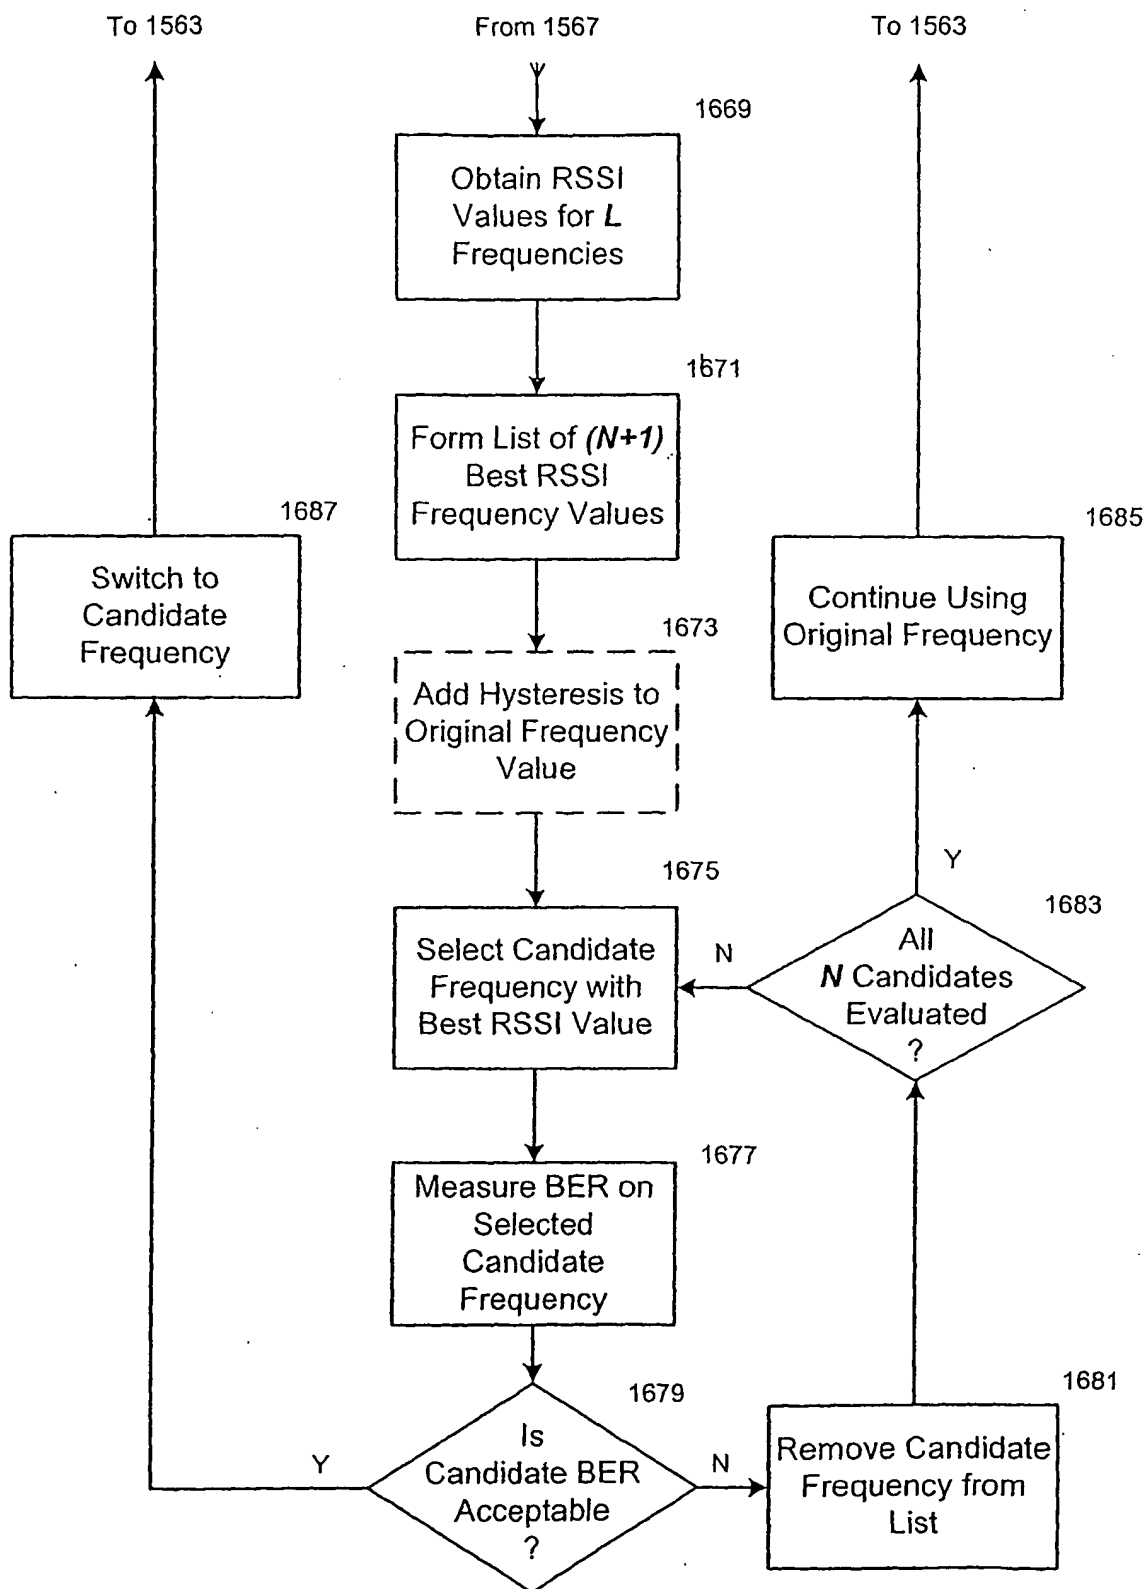 To 1563
From 1567
To 1563
1669
Obtain RSSI
Values for L
Frequencies
1671
Form List of (N+1)
Best RSSI
Frequency Values
1687
Switch to
Candidate
Frequency
1685
Continue Using
Original Frequency
1673
Add Hysteresis to
Original Frequency
Value
Y
1675
Select Candidate
Frequency with
Best RSSI Value
N
1683
All
N Candidates
Evaluated
?
1677
Measure BER on
Selected
Candidate
Frequency
1679
Is
Candidate BER
Acceptable
?
Y
N
1681
Remove Candidate
Frequency from
List